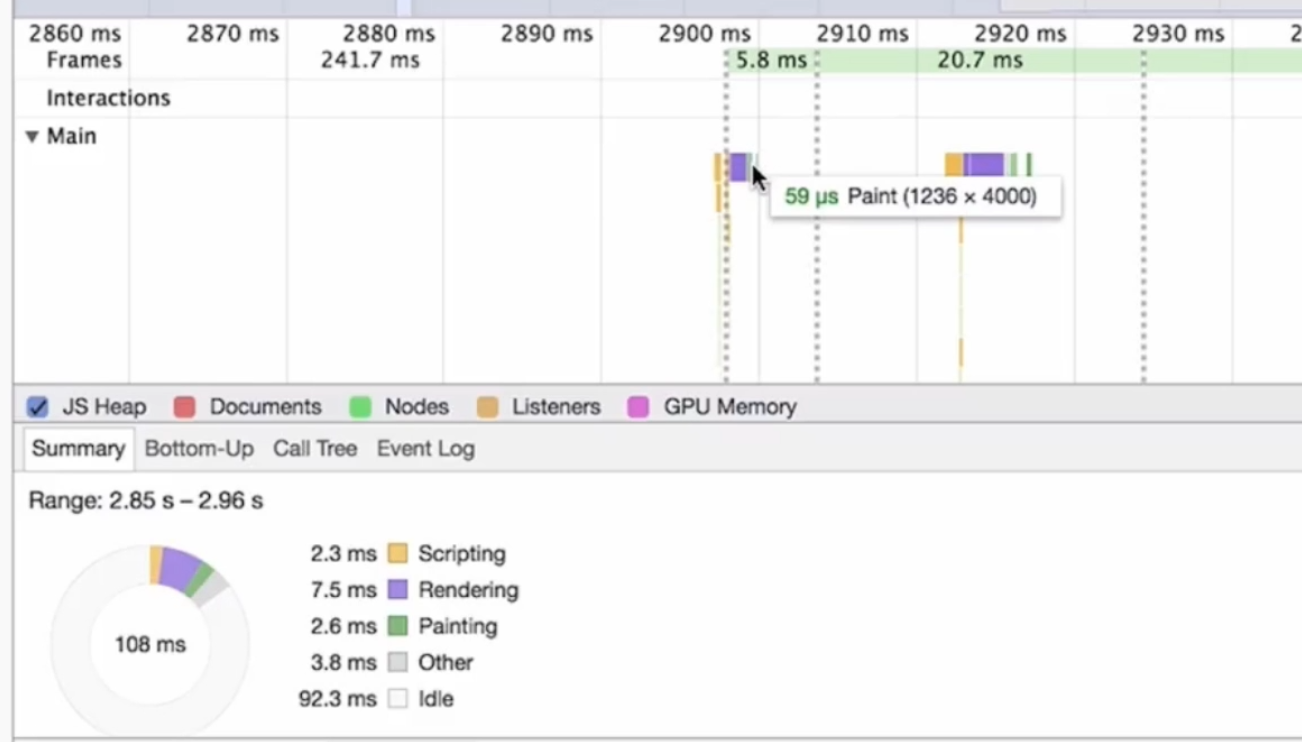 2860 ms 2870 ms 2880 ms 2890 ms 2900 ms 2910 ms 2920 ms 2930 ms 2
Frames 241.7 ms 5.8 ms 20.7 ms
Interactions
▼ Main
59 µs Paint (1236 × 4000)
JS Heap Documents Nodes Listeners GPU Memory
Summary Bottom-Up Call Tree Event Log
Range: 2.85 s – 2.96 s
2.3 ms Scripting
7.5 ms Rendering
2.6 ms Painting
108 ms
3.8 ms Other
92.3 ms Idle